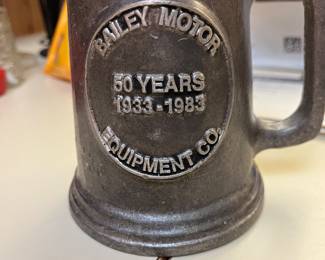 BAILEY MOTOR
50 YEARS
1933-1983
EQUIPMENT CO.